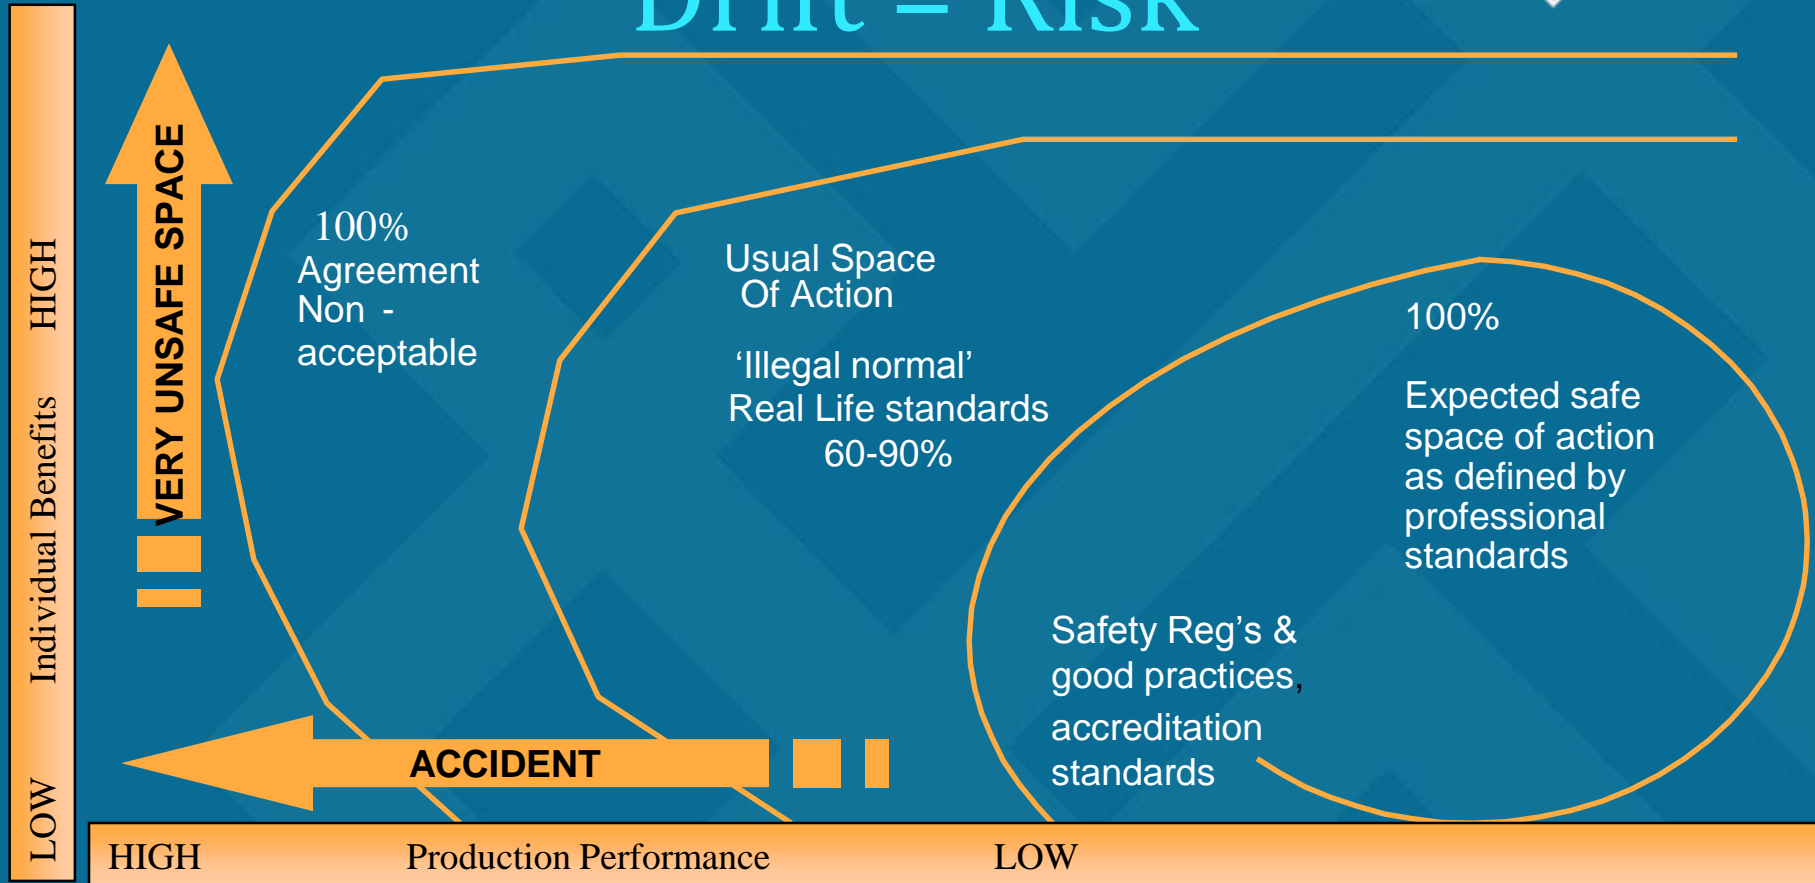 Drift = Risk
VERY UNSAFE SPACE
HIGH
Individual Benefits
LOW
100%
Agreement
Non -
acceptable
Usual Space
Of Action
‘Illegal normal’
Real Life standards
60-90%
100%
Expected safe
space of action
as defined by
professional
standards
Safety Reg’s &
good practices,
accreditation
standards
ACCIDENT
HIGH Production Performance LOW